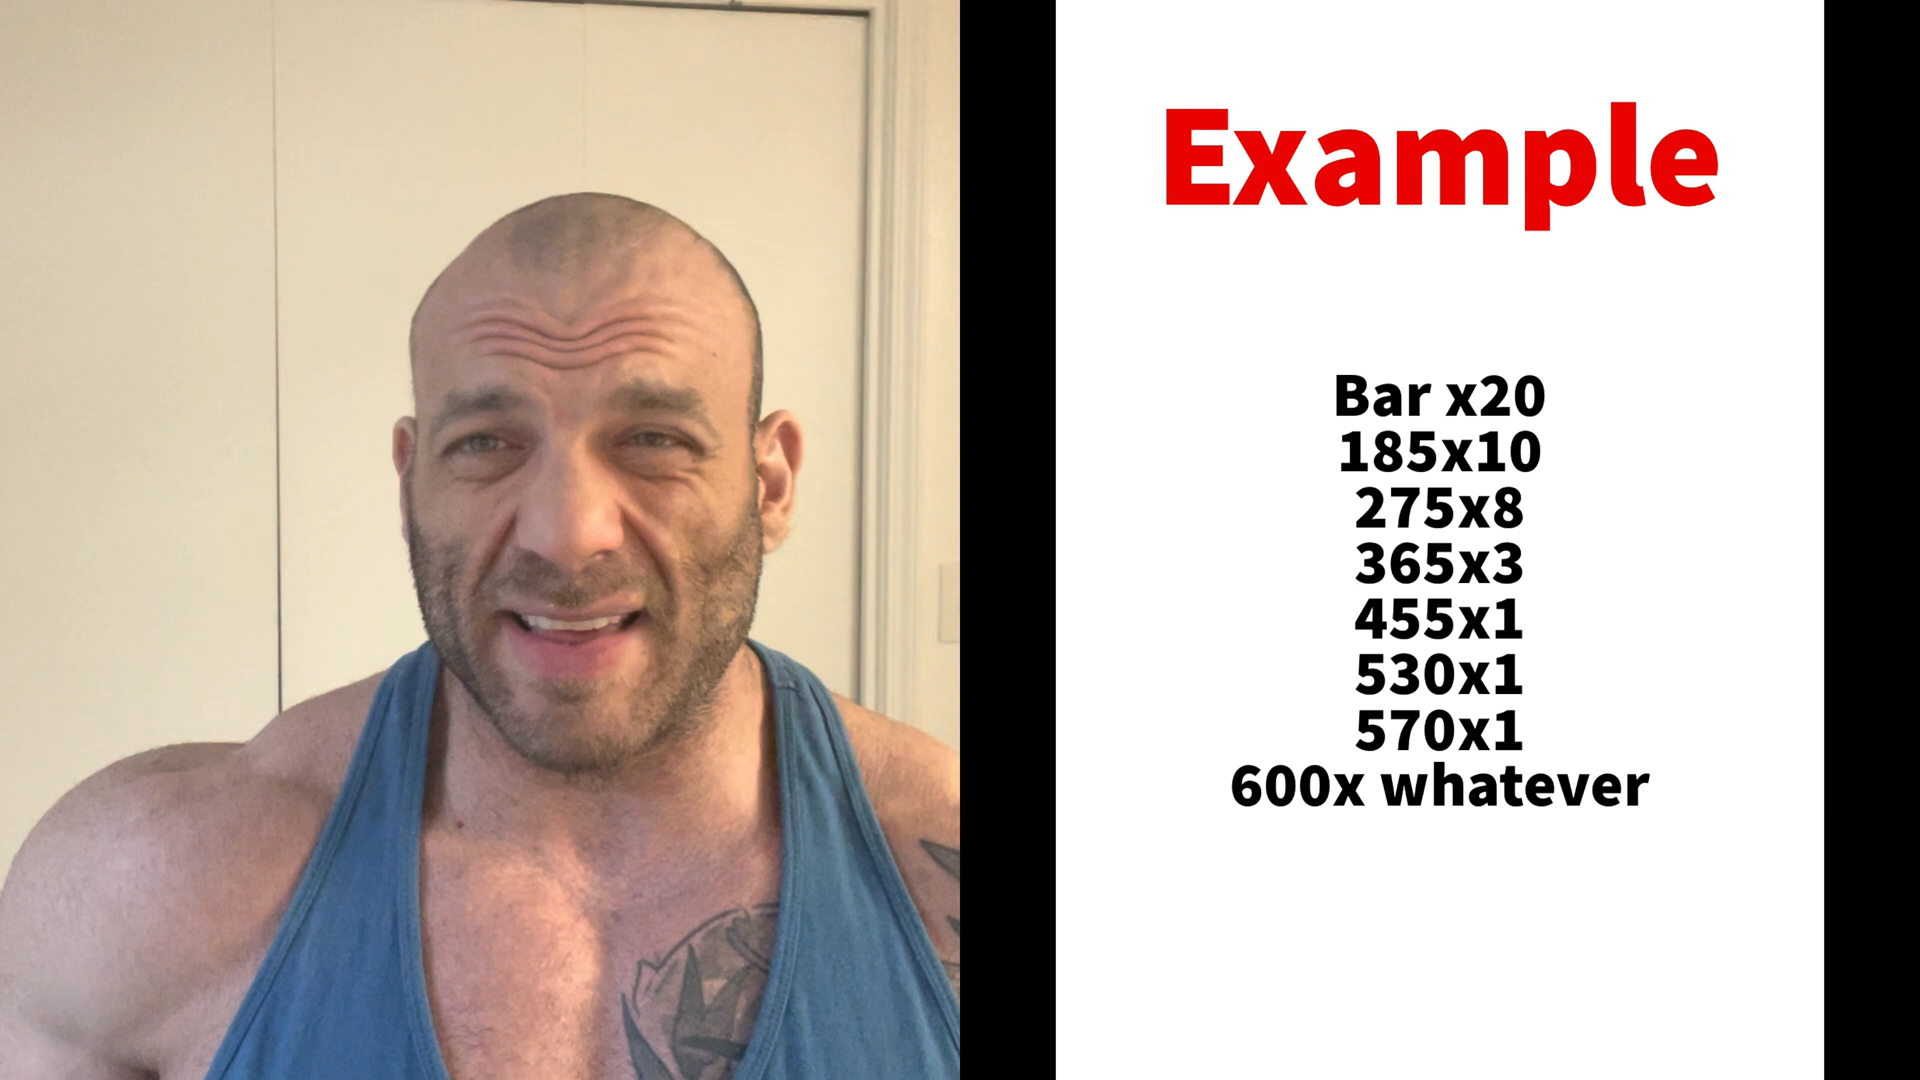 Example
Bar x20
185x10
275x8
365x3
455x1
530x1
570x1
600x whatever